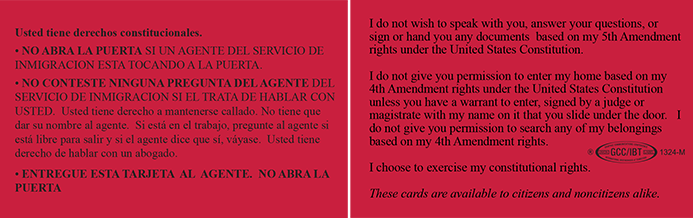 Usted tiene derechos constitucionales.
• NO ABRA LA PUERTA SI UN AGENTE DEL SERVICIO DE
INMIGRACION ESTA TOCANDO A LA PUERTA.
• NO CONTESTE NINGUNA PREGUNTA DEL AGENTE DEL
SERVICIO DE INMIGRACION SI EL TRATA DE HABLAR CON
USTED. Usted tiene derecho a mantenerse callado. No tiene que
dar su nombre al agente. Si está en el trabajo, pregunte al agente si
está libre para salir y si el agente dice que sí, váyase. Usted tiene
derecho de hablar con un abogado.
• ENTREGUE ESTA TARJETA AL AGENTE. NO ABRA LA
PUERTA
I do not wish to speak with you, answer your questions, or
sign or hand you any documents based on my 5th Amendment
rights under the United States Constitution.
I do not give you permission to enter my home based on my
4th Amendment rights under the United States Constitution
unless you have a warrant to enter, signed by a judge or
magistrate with my name on it that you slide under the door. I
do not give you permission to search any of my belongings
based on my 4th Amendment rights.
GCC/IBT 1324-M
I choose to exercise my constitutional rights.
These cards are available to citizens and noncitizens alike.